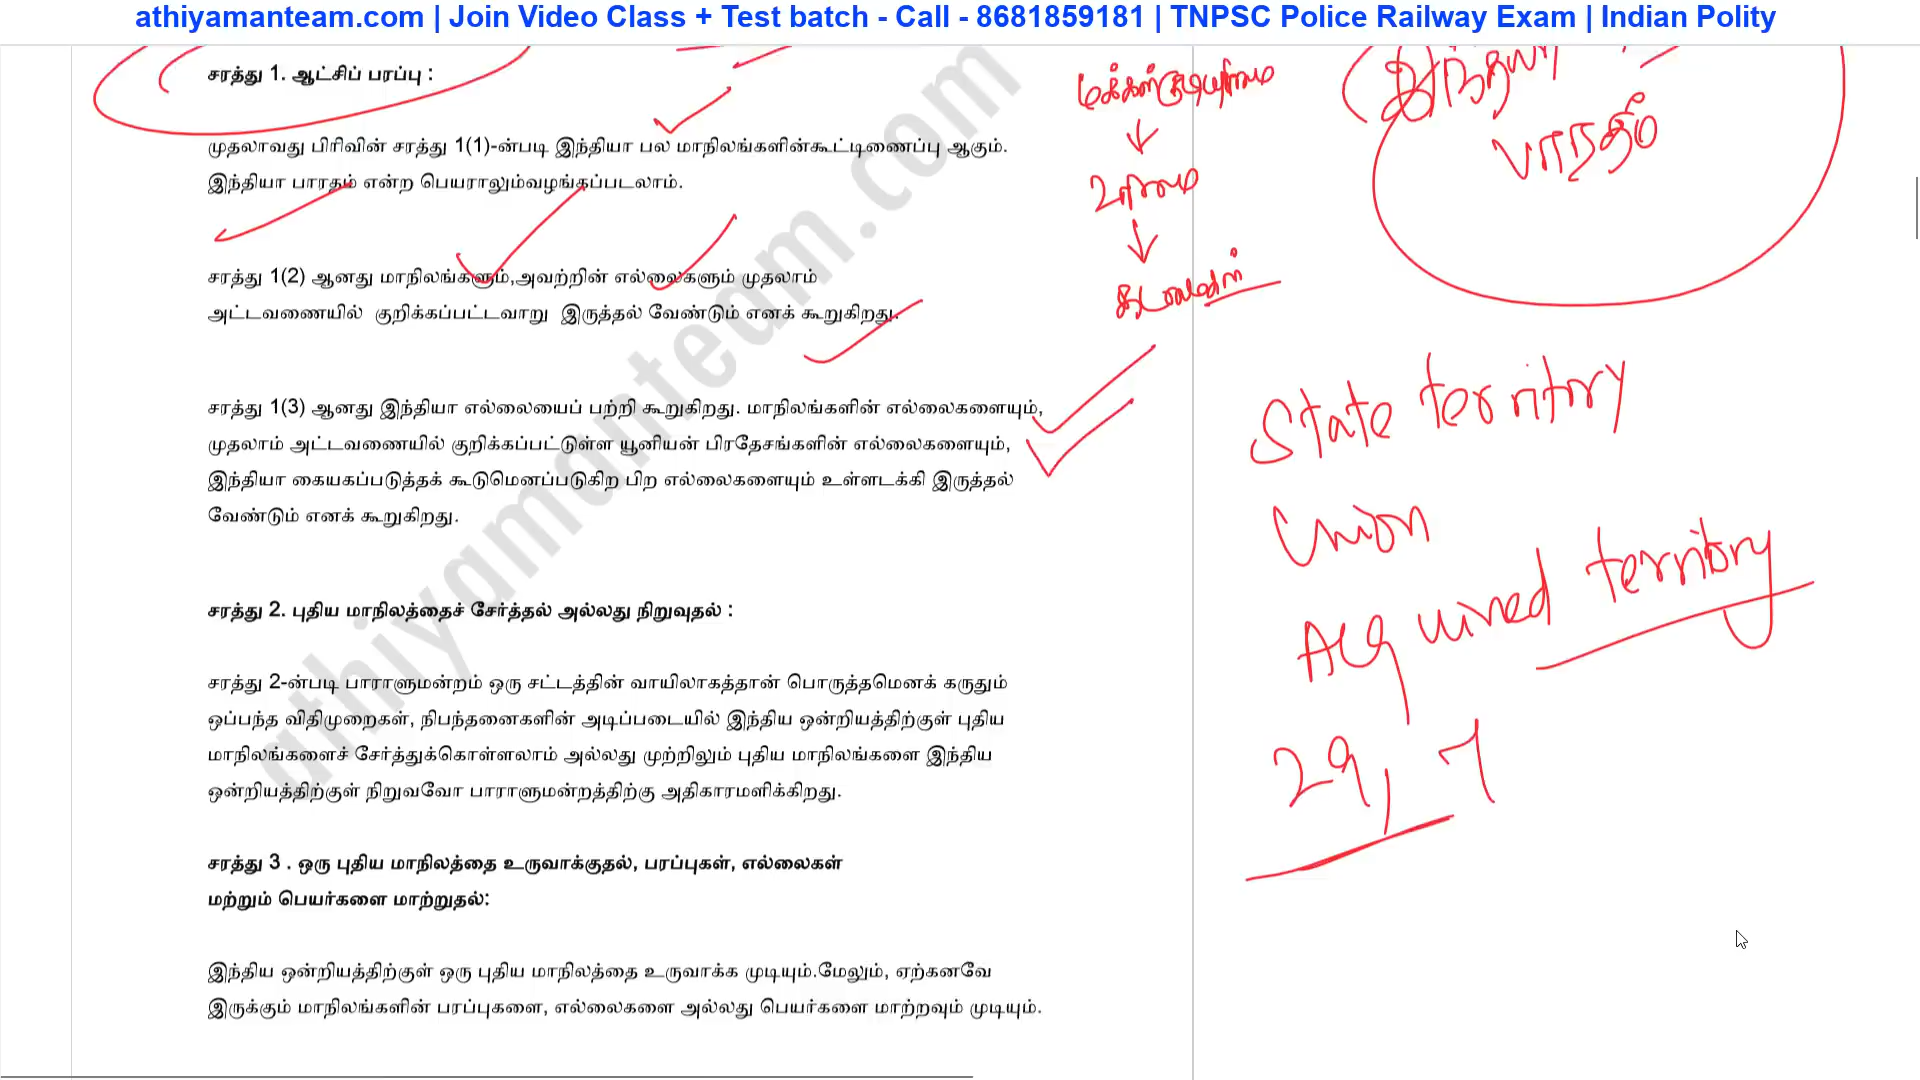 athiyamanteam.com | Join Video Class + Test batch - Call - 8681859181 | TNPSC Police Railway Exam | Indian Polity
சரத்து 1. ஆட்சிப் பரப்பு :
முதலாவது பிரிவின் சரத்து 1(1)-ன்படி இந்தியா பல மாநிலங்களின்கூட்டிணைப்பு ஆகும்.
இந்தியா பாரதம் என்ற பெயராலும்வழங்கப்படலாம்.
சரத்து 1(2) ஆனது மாநிலங்களும்,அவற்றின் எல்லைகளும் முதலாம்
அட்டவணையில் குறிக்கப்பட்டவாறு இருத்தல் வேண்டும் எனக் கூறுகிறது.
சரத்து 1(3) ஆனது இந்தியா எல்லையைப் பற்றி கூறுகிறது. மாநிலங்களின் எல்லைகளையும்,
முதலாம் அட்டவணையில் குறிக்கப்பட்டுள்ள யூனியன் பிரதேசங்களின் எல்லைகளையும்,
இந்தியா கையகப்படுத்தக் கூடுமெனப்படுகிற பிற எல்லைகளையும் உள்ளடக்கி இருத்தல்
வேண்டும் எனக் கூறுகிறது.
சரத்து 2. புதிய மாநிலத்தைச் சேர்த்தல் அல்லது நிறுவுதல் :
சரத்து 2-ன்படி பாராளுமன்றம் ஒரு சட்டத்தின் வாயிலாகத்தான் பொருத்தமெனக் கருதும்
ஒப்பந்த விதிமுறைகள், நிபந்தனைகளின் அடிப்படையில் இந்திய ஒன்றியத்திற்குள் புதிய
மாநிலங்களைச் சேர்த்துக்கொள்ளலாம் அல்லது முற்றிலும் புதிய மாநிலங்களை இந்திய
ஒன்றியத்திற்குள் நிறுவவோ பாராளுமன்றத்திற்கு அதிகாரமளிக்கிறது.
சரத்து 3 . ஒரு புதிய மாநிலத்தை உருவாக்குதல், பரப்புகள், எல்லைகள்
மற்றும் பெயர்களை மாற்றுதல்:
இந்திய ஒன்றியத்திற்குள் ஒரு புதிய மாநிலத்தை உருவாக்க முடியும்.மேலும், ஏற்கனவே
இருக்கும் மாநிலங்களின் பரப்புகளை, எல்லைகளை அல்லது பெயர்களை மாற்றவும் முடியும்.
athiyamanteam.com
இந்தியா
பாரதம்
State territory
Union
Acquired territory
29, 7